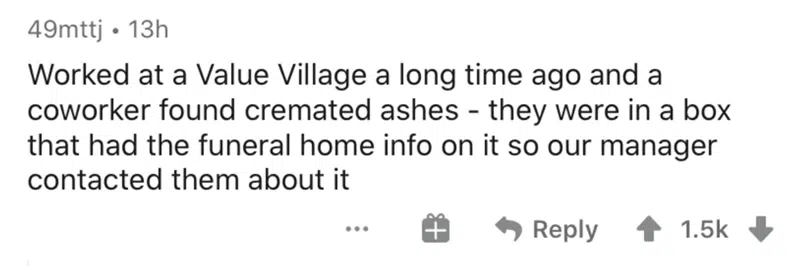 49mttj • 13h
Worked at a Value Village a long time ago and a
coworker found cremated ashes - they were in a box
that had the funeral home info on it so our manager
contacted them about it
... Reply 1.5k